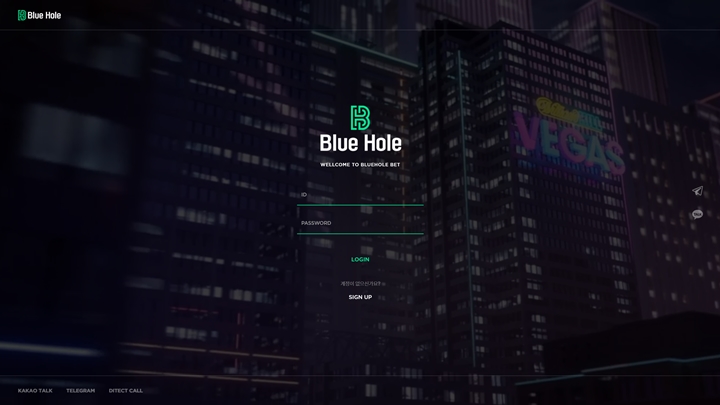 Blue Hole
VEGAS
Blue Hole
WELLCOME TO BLUEHOLE BET
ID
PASSWORD
LOGIN
계정이 없으신가요?
SIGN UP
KAKAO TALK
TELEGRAM
DITECT CALL